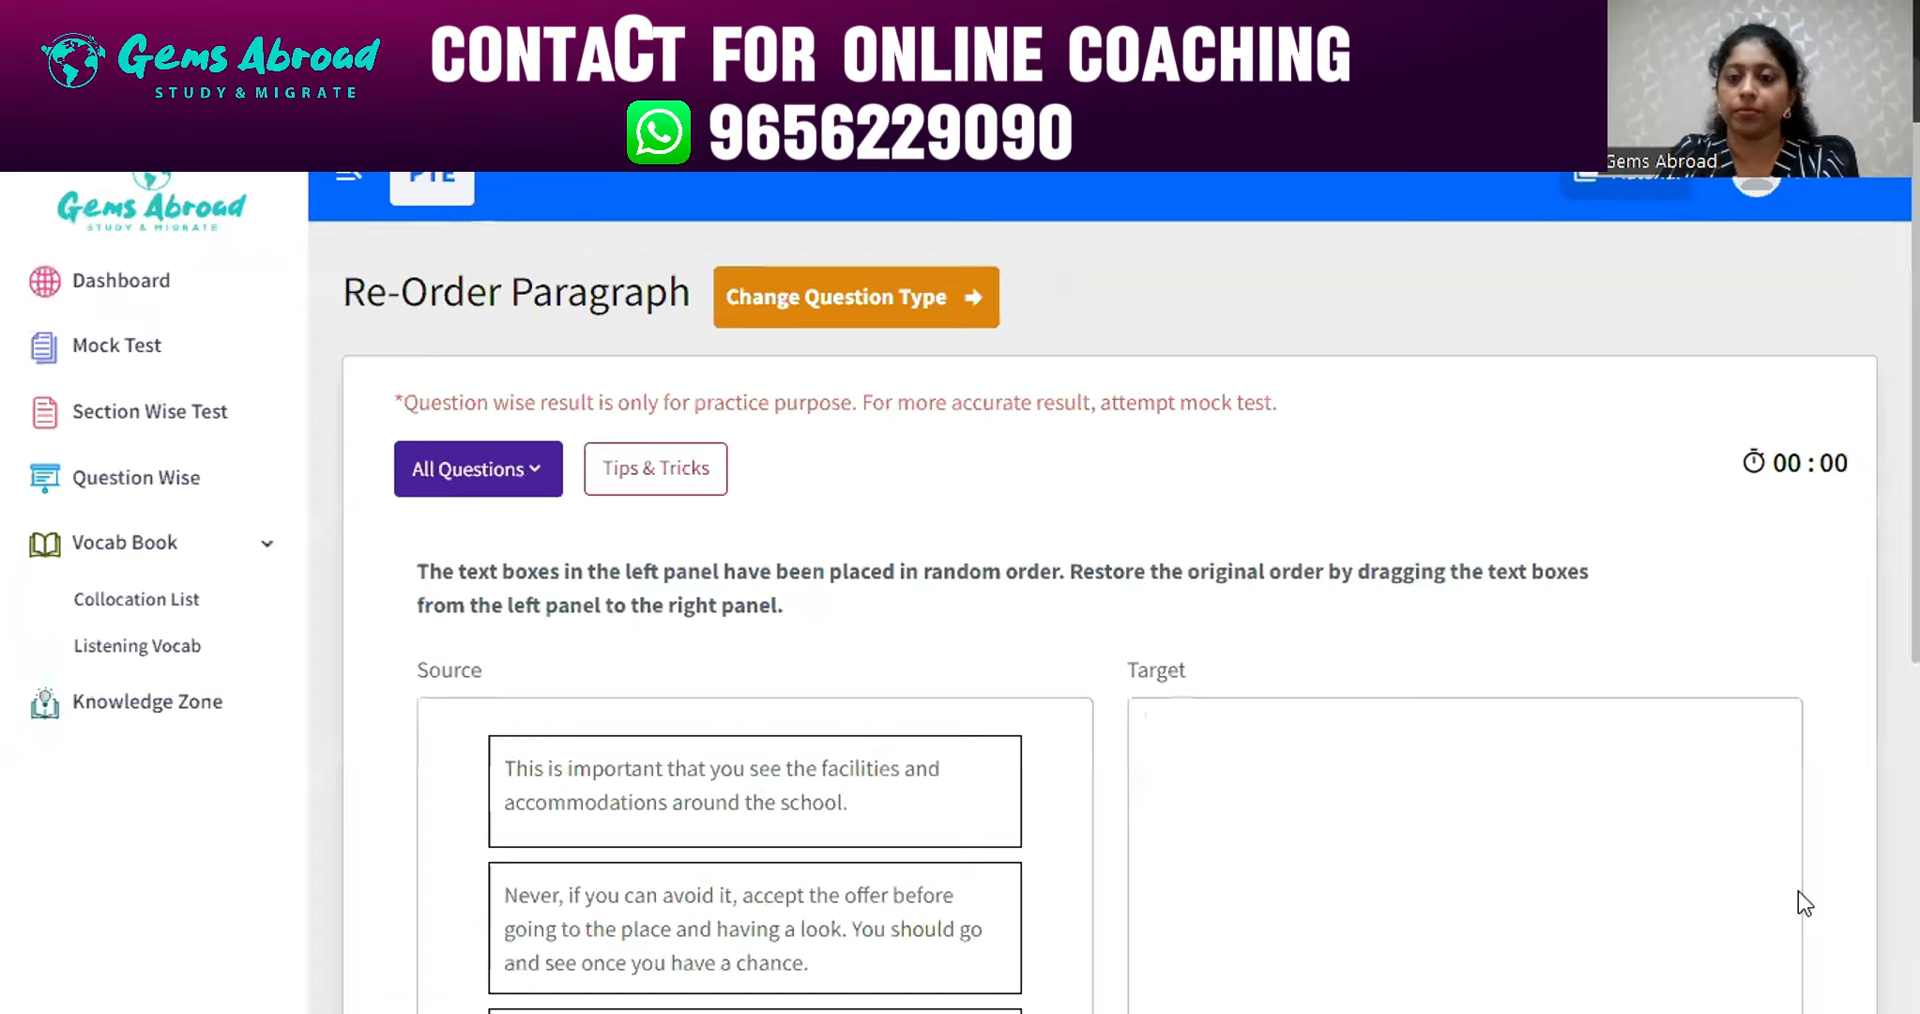 Gems Abroad
STUDY & MIGRATE
CONTACT FOR ONLINE COACHING
9656229090
Gems Abroad
Gems Abroad
STUDY & MIGRATE
PTE
Dashboard
Mock Test
Section Wise Test
Question Wise
Vocab Book
Collocation List
Listening Vocab
Knowledge Zone
Re-Order Paragraph
Change Question Type
*Question wise result is only for practice purpose. For more accurate result, attempt mock test.
All Questions
Tips & Tricks
00 : 00
The text boxes in the left panel have been placed in random order. Restore the original order by dragging the text boxes
from the left panel to the right panel.
Source
Target
This is important that you see the facilities and
accommodations around the school.
Never, if you can avoid it, accept the offer before
going to the place and having a look. You should go
and see once you have a chance.